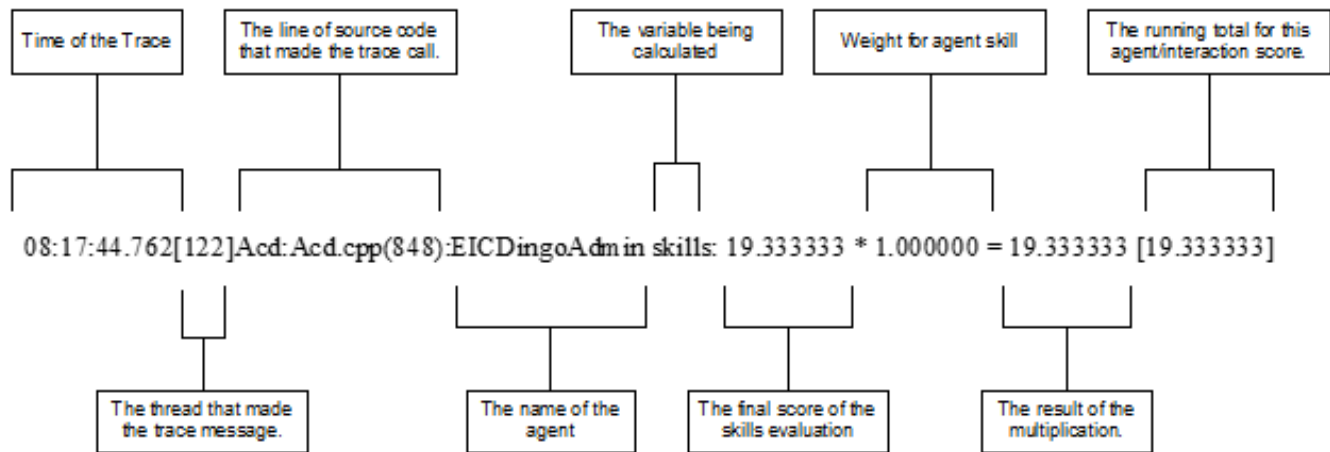 Time of the Trace
The line of source code
that made the trace call.
The variable being
calculated
Weight for agent skill
The running total for this
agent/interaction score.
08:17:44.762[122]Acd:Acd.cpp(848):EICDingoAdmin skills: 19.333333 * 1.000000 = 19.333333 [19.333333]
The thread that made
the trace message.
The name of the
agent
The final score of the
skills evaluation
The result of the
multiplication.